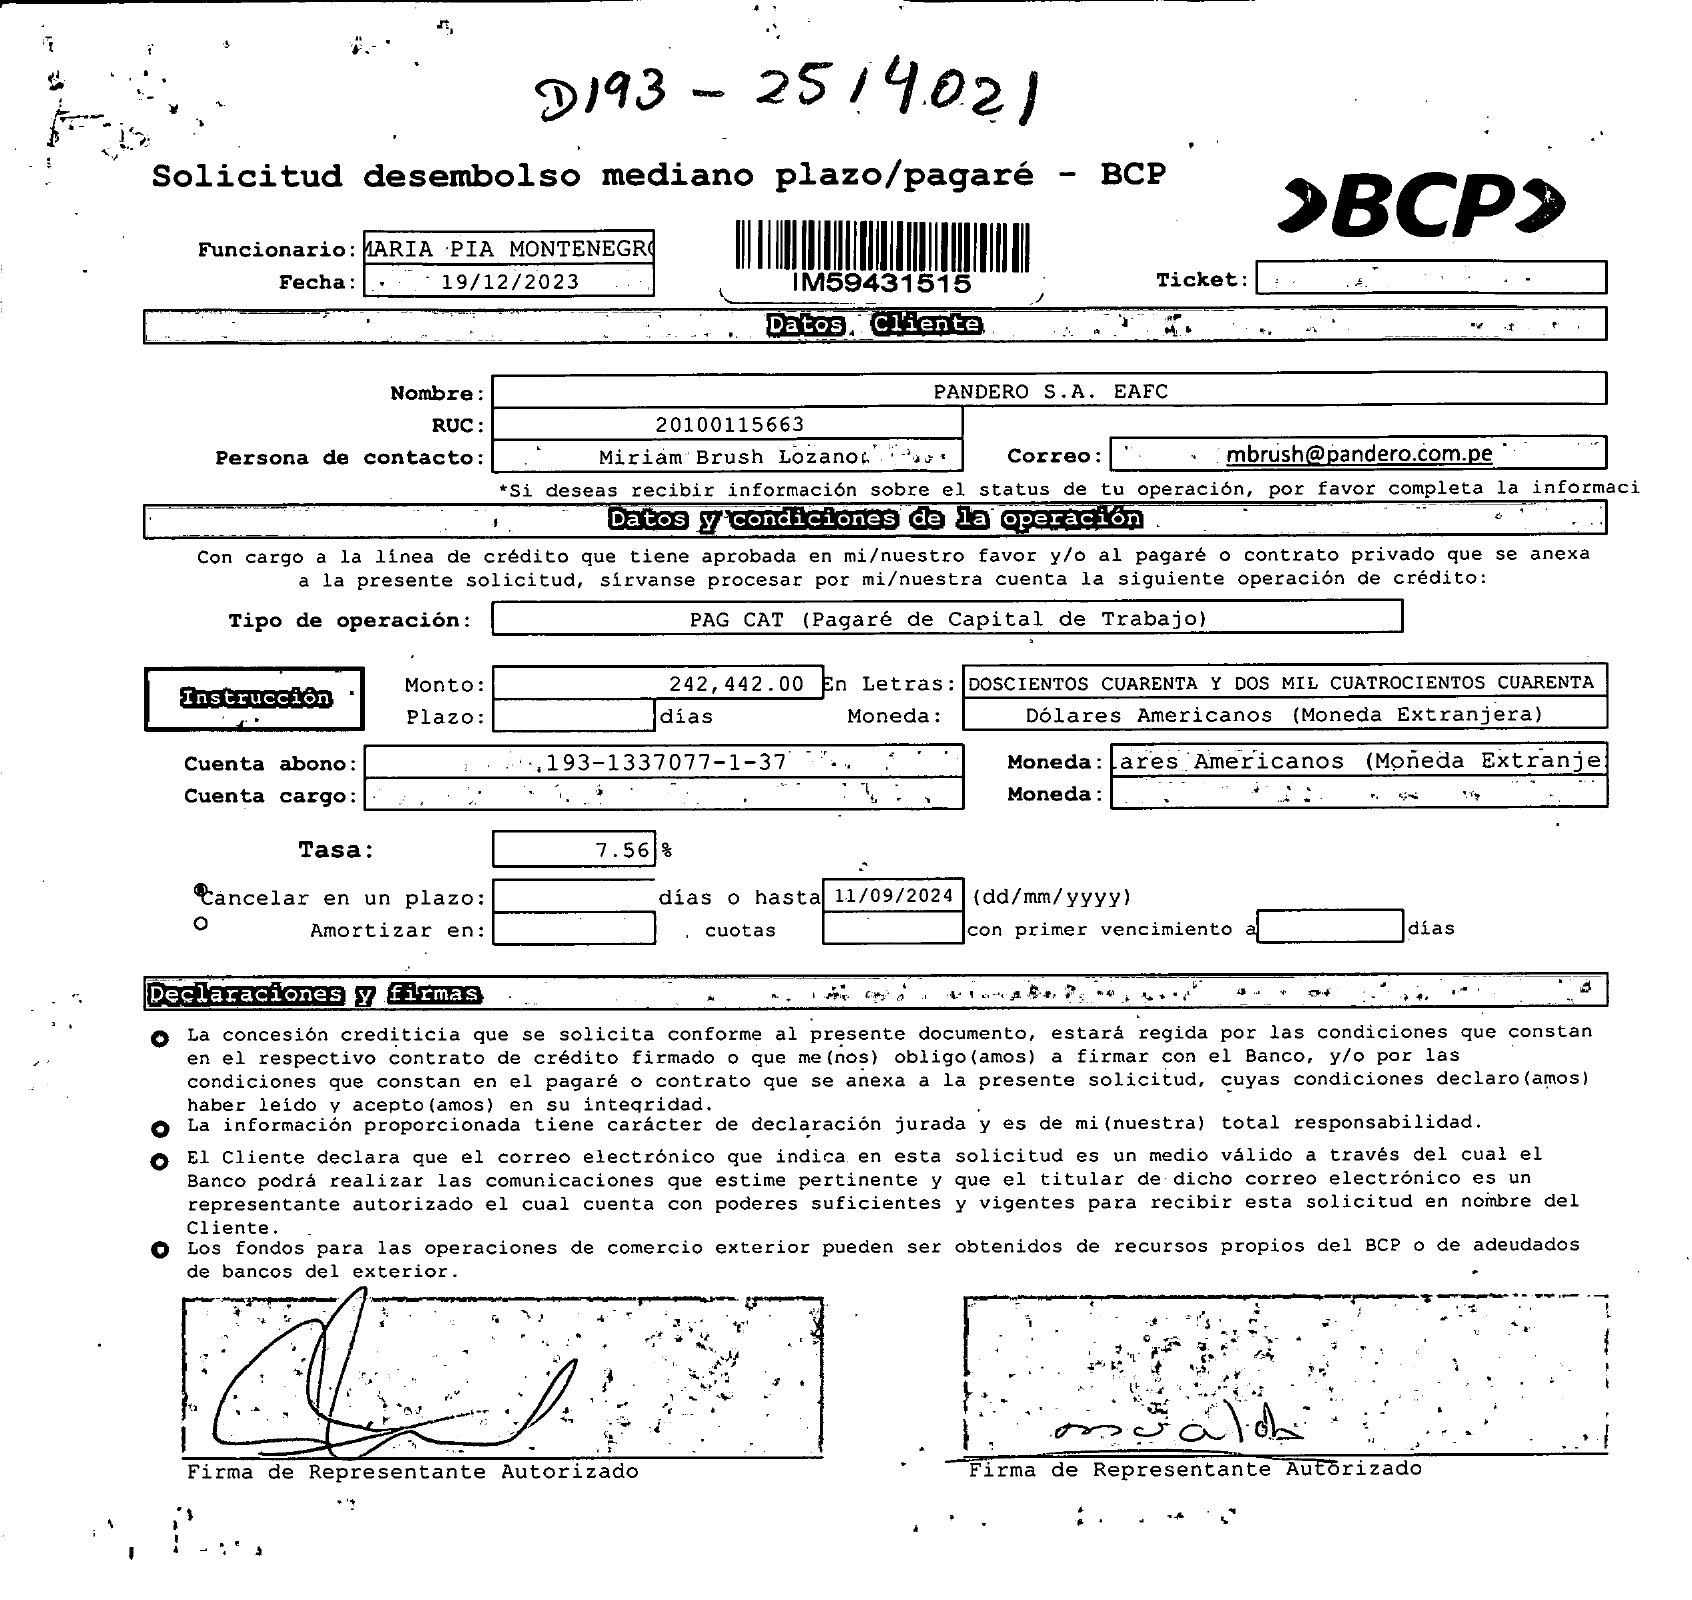 D193 - 2514021
Solicitud desembolso mediano plazo/pagaré - BCP
BCP
Funcionario: MARIA PIA MONTENEGRO
Fecha: 19/12/2023
IM59431515
Ticket:
Datos Cliente
Nombre: PANDERO S.A. EAFC
RUC: 20100115663
Persona de contacto: Miriam Brush Lozano Correo: mbrush@pandero.com.pe
*Si deseas recibir información sobre el status de tu operación, por favor completa la informaci
Datos y condiciones de la operación
Con cargo a la línea de crédito que tiene aprobada en mi/nuestro favor y/o al pagaré o contrato privado que se anexa
a la presente solicitud, sírvanse procesar por mi/nuestra cuenta la siguiente operación de crédito:
Tipo de operación: PAG CAT (Pagaré de Capital de Trabajo)
Instrucción
Monto: 242,442.00 En Letras: DOSCIENTOS CUARENTA Y DOS MIL CUATROCIENTOS CUARENTA
Plazo: días Moneda: Dólares Americanos (Moneda Extranjera)
Cuenta abono: 193-1337077-1-37 Moneda: lares Americanos (Moneda Extranje
Cuenta cargo: Moneda:
Tasa: 7.56 %
Cancelar en un plazo: días o hasta 11/09/2024 (dd/mm/yyyy)
Amortizar en: cuotas con primer vencimiento a días
Declaraciones y firmas
La concesión crediticia que se solicita conforme al presente documento, estará regida por las condiciones que constan
en el respectivo contrato de crédito firmado o que me(nos) obligo(amos) a firmar con el Banco, y/o por las
condiciones que constan en el pagaré o contrato que se anexa a la presente solicitud, cuyas condiciones declaro(amos)
haber leído y acepto(amos) en su integridad.
La información proporcionada tiene carácter de declaración jurada y es de mi(nuestra) total responsabilidad.
El Cliente declara que el correo electrónico que indica en esta solicitud es un medio válido a través del cual el
Banco podrá realizar las comunicaciones que estime pertinente y que el titular de dicho correo electrónico es un
representante autorizado el cual cuenta con poderes suficientes y vigentes para recibir esta solicitud en nombre del
Cliente.
Los fondos para las operaciones de comercio exterior pueden ser obtenidos de recursos propios del BCP o de adeudados
de bancos del exterior.
Firma de Representante Autorizado
Firma de Representante Autorizado